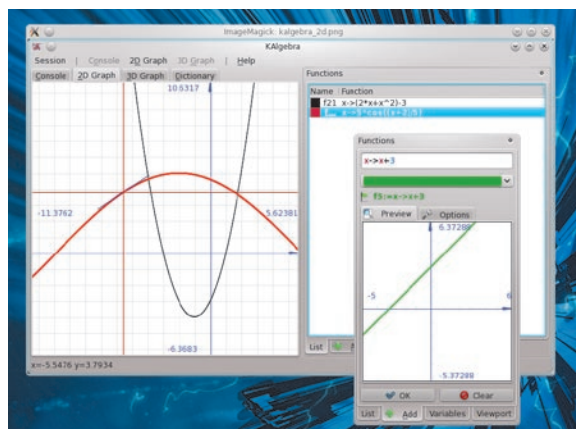 ImageMagick: kalgebra_2d.png
KAlgebra
Session | Console 2D Graph 3D Graph | Help
Console 2D Graph 3D Graph Dictionary
10.5317
-11.3762
5.62381
-6.3683
x=-5.5476 y=3.7934
Functions
Name Function
f21 x->(2*x+x^2)-3
List
Functions
x->x+3
f3:=x->x+3
Preview Options
6.37288
-5
6
-5.37288
OK Clear
List Add Variables Viewport